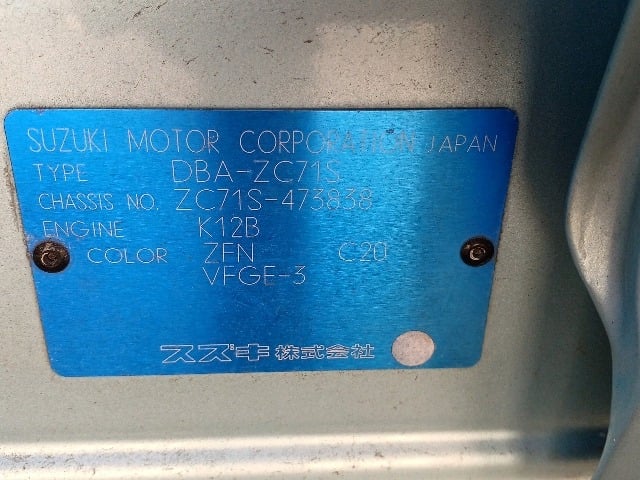 SUZUKI MOTOR CORPORATION JAPAN
TYPE DBA-ZC71S
CHASSIS NO. ZC71S-473838
ENGINE K12B
COLOR ZFN C20
VFGE-3
スズキ株式会社